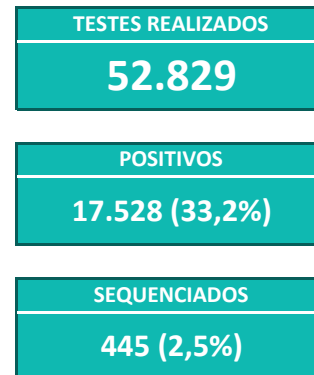 TESTES REALIZADOS
52.829
POSITIVOS
17.528 (33,2%)
SEQUENCIADOS
445 (2,5%)